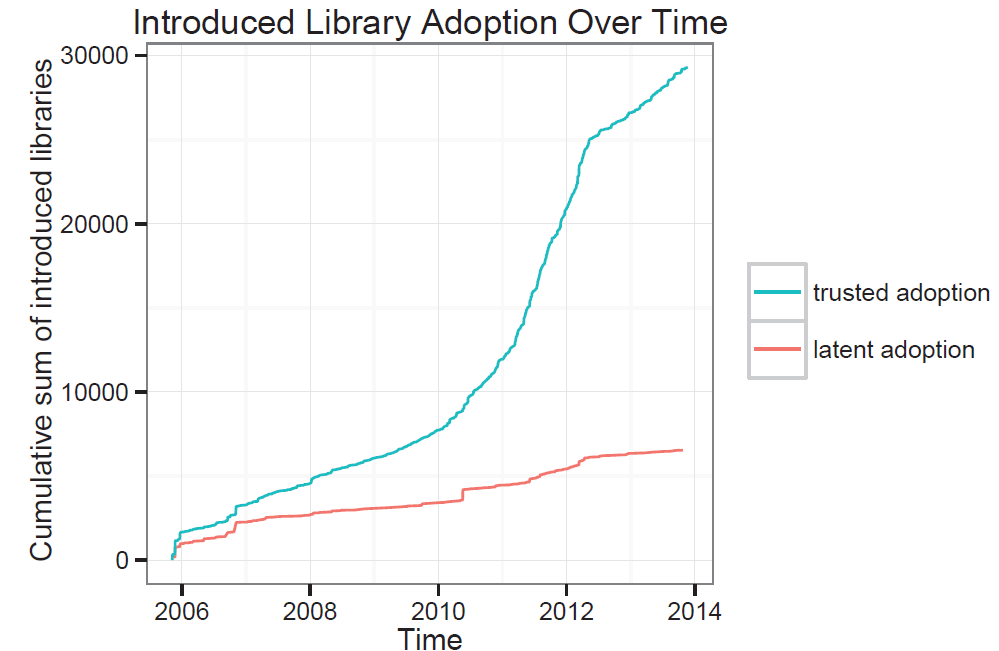 Introduced Library Adoption Over Time
Cumulative sum of introduced libraries
30000
20000
10000
0
2006 2008 2010 2012 2014
Time
trusted adoption
latent adoption